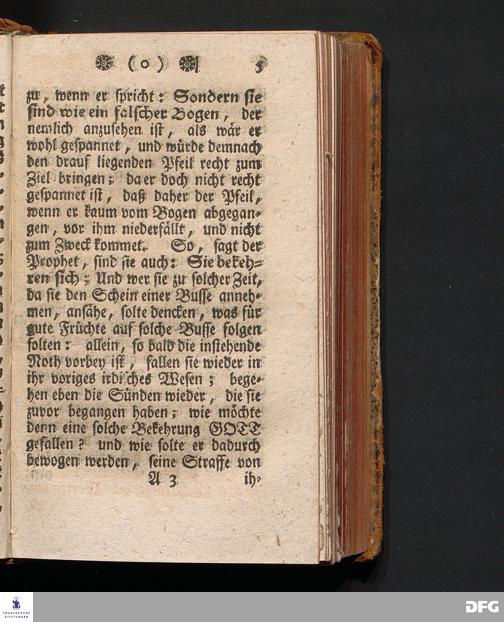 ( o ) 5
zu, wenn er spricht: Sondern sie
sind wie ein falscher Bogen, der
nemlich anzusehen ist, als wär er
wohl gespannet, und würde demnach
den drauf liegenden Pfeil recht zum
Ziel bringen; da er doch nicht recht
gespannet ist, daß daher der Pfeil,
wenn er kaum vom Bogen abgegan-
gen, vor ihm niederfällt, und nicht
zum Zweck kommet. So, sagt der
Prophet, sind sie auch: Sie bekeh-
ren sich; Und wer sie zu solcher Zeit,
da sie den Schein einer Busse anneh-
men, ansähe, solte dencken, was für
gute Früchte auf solche Busse folgen
solten: allein, so bald die instehende
Noth vorbey ist, fallen sie wieder in
ihr voriges irdisches Wesen; bege-
hen eben die Sünden wieder, die sie
zuvor begangen haben; wie möchte
denn eine solche Bekehrung GOTT
gefallen? und wie solte er dadurch
bewogen werden, seine Straffe von
A 3 ih-
FRANCKESCHE
STIFTUNGEN
DFG